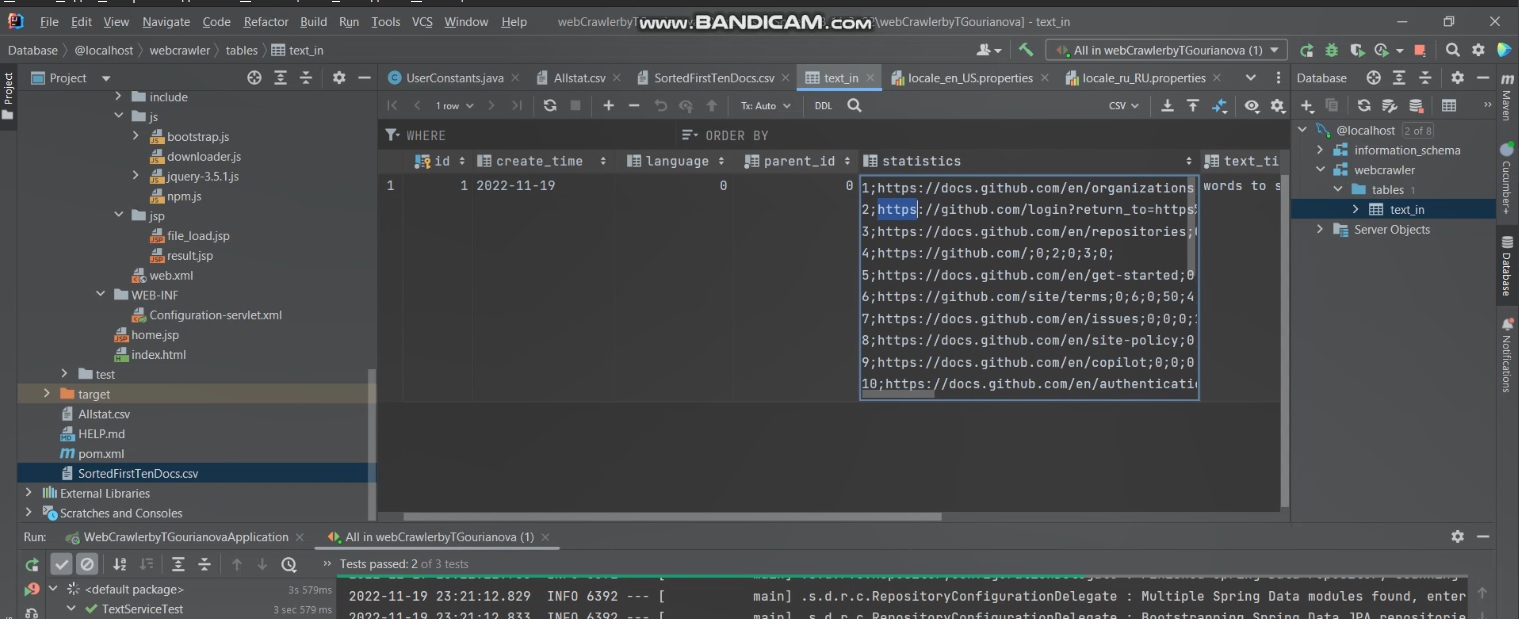 File Edit View Navigate Code Refactor Build Run Tools VCS Window Help webCrawlerby www.BANDICAM.com \webCrawlerbyTGourianova] - text_in
Database @localhost webcrawler tables text_in All in webCrawlerbyTGourianova (1)
Project UserConstants.java Allstat.csv SortedFirstTenDocs.csv text_in locale_en_US.properties locale_ru_RU.properties Database
1 row Tx: Auto DDL CSV
WHERE ORDER BY
id create_time language parent_id statistics text_ti
1 1 2022-11-19 0 0 words to s
1;https://docs.github.com/en/organizations
2;https://github.com/login?return_to=https
3;https://docs.github.com/en/repositories;
4;https://github.com/;0;2;0;3;0;
5;https://docs.github.com/en/get-started;0
6;https://github.com/site/terms;0;6;0;50;4
7;https://docs.github.com/en/issues;0;0;0;
8;https://docs.github.com/en/site-policy;0
9;https://docs.github.com/en/copilot;0;0;0
10;https://docs.github.com/en/authenticatio
Project
include
js
bootstrap.js
downloader.js
jquery-3.5.1.js
npm.js
jsp
file_load.jsp
result.jsp
web.xml
WEB-INF
Configuration-servlet.xml
home.jsp
index.html
test
target
Allstat.csv
HELP.md
pom.xml
SortedFirstTenDocs.csv
External Libraries
Scratches and Consoles
@localhost 2 of 8
information_schema
webcrawler
tables 1
text_in
Server Objects
m
Maven
Cucumber+
Database
Notifications
Run: WebCrawlerbyTGourianovaApplication All in webCrawlerbyTGourianova (1)
Tests passed: 2 of 3 tests
<default package> 3 s 579 ms
TextServiceTest 3 sec 579 ms
2022-11-19 23:21:12.829 INFO 6392 --- [ main] .s.d.r.c.RepositoryConfigurationDelegate : Multiple Spring Data modules found, enter
2022-11-19 23:21:12.833 INFO 6392 --- [ main] .s.d.r.c.RepositoryConfigurationDelegate : Bootstrapping Spring Data JPA repositorie